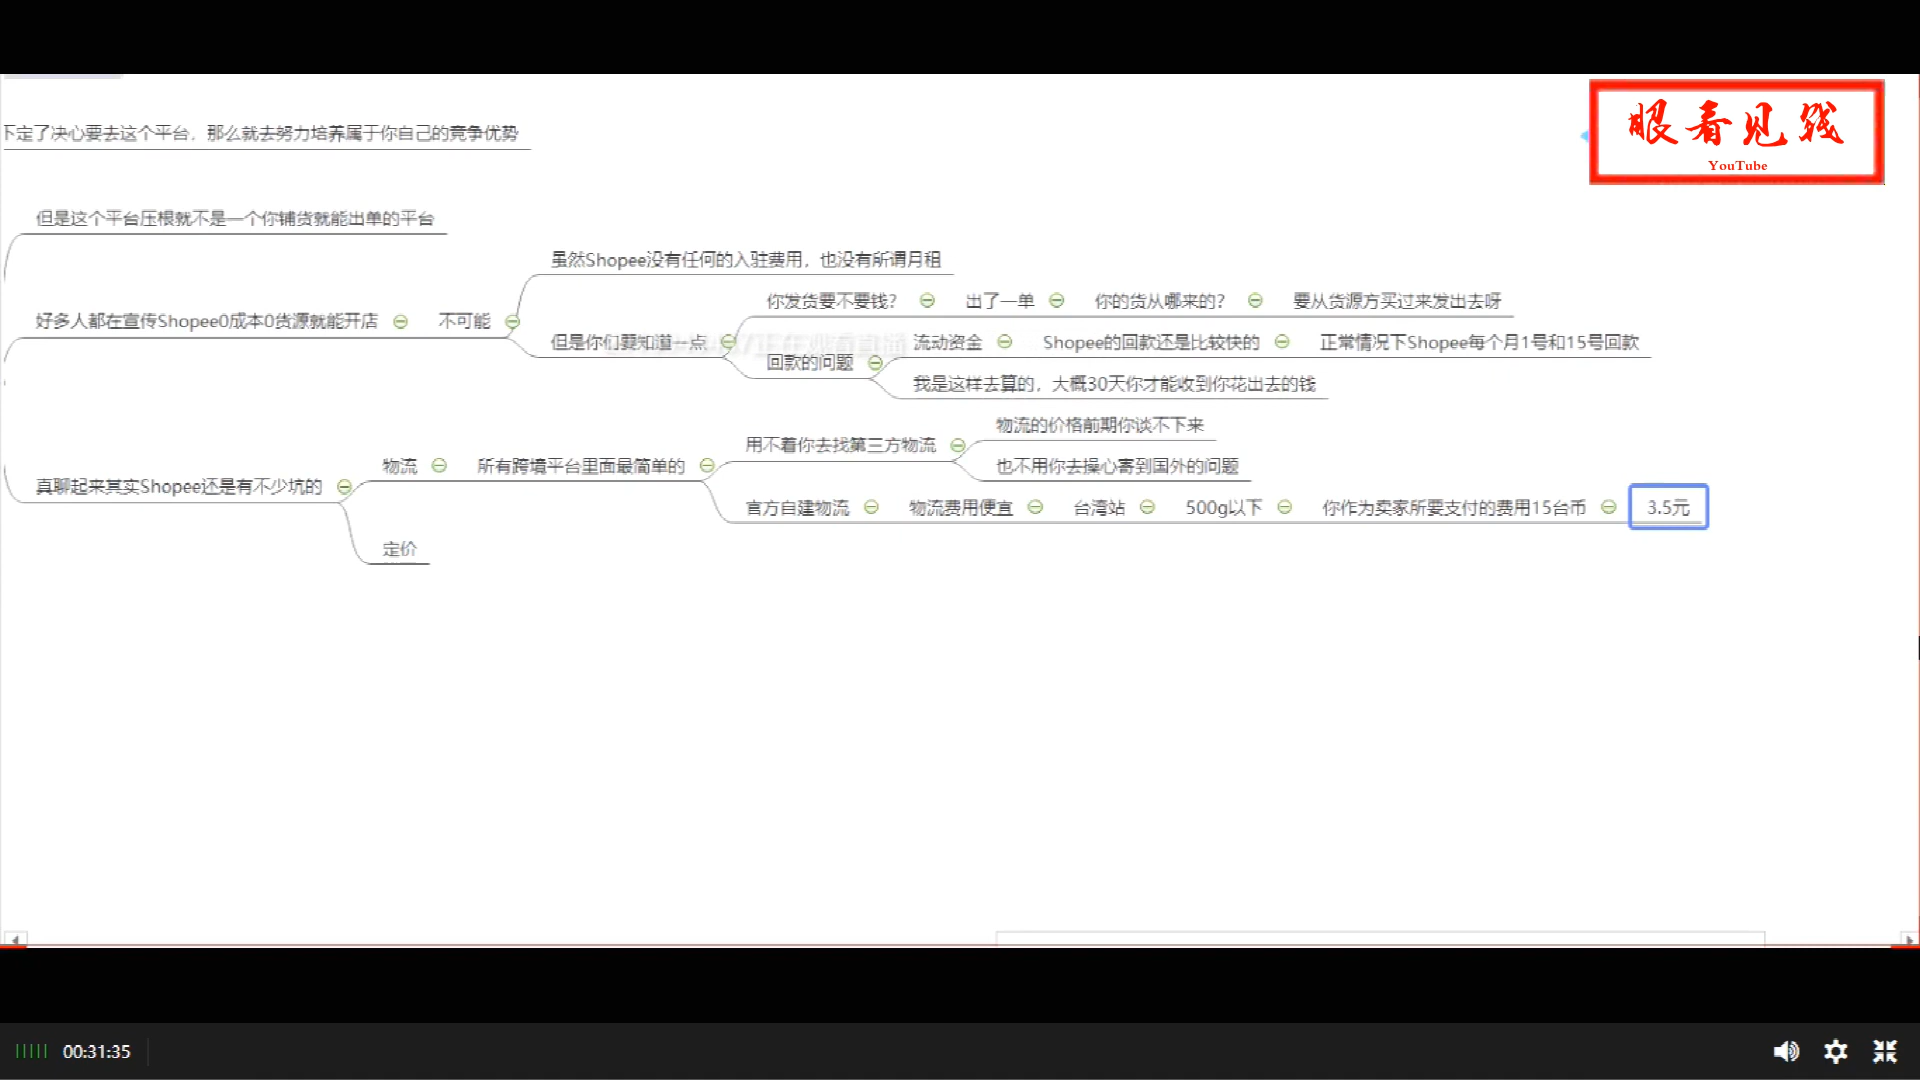 下定了决心要去这个平台，那么就去努力培养属于你自己的竞争优势
眼看见钱
YouTube
但是这个平台压根就不是一个你铺货就能出单的平台
虽然Shopee没有任何的入驻费用，也没有所谓月租
你发货要不要钱？ 出了一单 你的货从哪来的？ 要从货源方买过来发出去呀
好多人都在宣传Shopee0成本0货源就能开店 不可能
但是你们要知道一点
流动资金 Shopee的回款还是比较快的 正常情况下Shopee每个月1号和15号回款
回款的问题
我是这样去算的，大概30天你才能收到你花出去的钱
物流的价格前期你谈不下来
用不着你去找第三方物流
物流 所有跨境平台里面最简单的
也不用你去操心寄到国外的问题
真聊起来其实Shopee还是有不少坑的
官方自建物流 物流费用便宜 台湾站 500g以下 你作为卖家所要支付的费用15台币 3.5元
定价
00:31:35